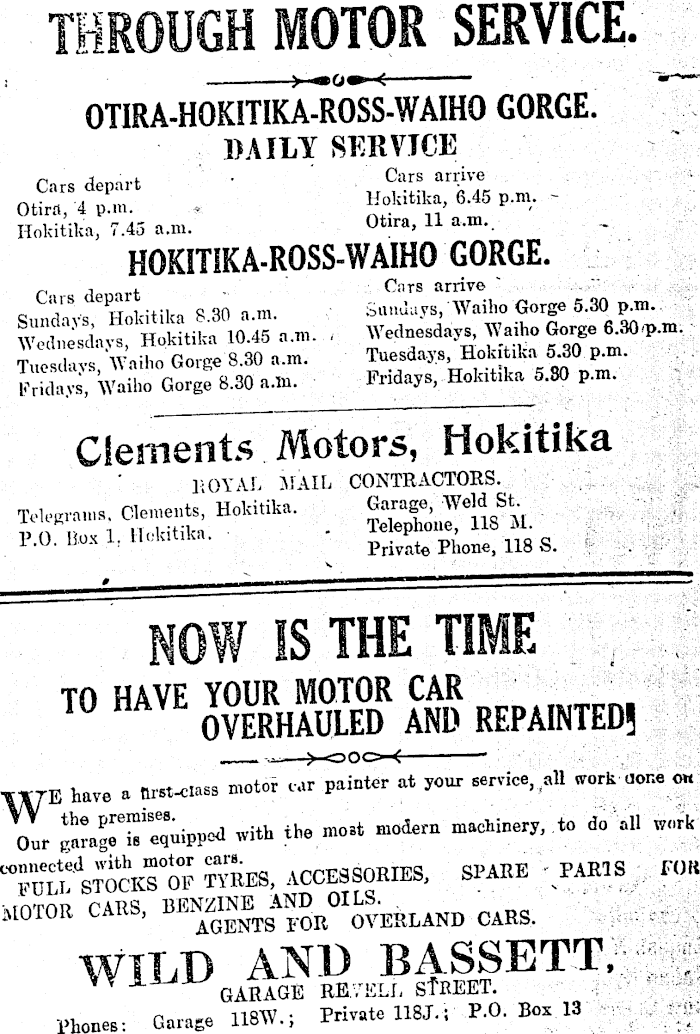 THROUGH MOTOR SERVICE.
OTIRA-HOKITIKA-ROSS-WAIHO GORGE.
DAILY SERVICE
Cars depart
Otira, 4 p.m.
Hokitika, 7.45 a.m.
Cars arrive
Hokitika, 6.45 p.m.
Otira, 11 a.m.
HOKITIKA-ROSS-WAIHO GORGE.
Cars depart
Sundays, Hokitika 8.30 a.m.
Wednesdays, Hokitika 10.45 a.m.
Tuesdays, Waiho Gorge 8.30 a.m.
Fridays, Waiho Gorge 8.30 a.m.
Cars arrive
Sundays, Waiho Gorge 5.30 p.m.
Wednesdays, Waiho Gorge 6.30 p.m.
Tuesdays, Hokitika 5.30 p.m.
Fridays, Hokitika 5.30 p.m.
Clements Motors, Hokitika
ROYAL MAIL CONTRACTORS.
Telegrams, Clements, Hokitika.
P.O. Box 1, Hokitika.
Garage, Weld St.
Telephone, 118 M.
Private Phone, 118 S.
NOW IS THE TIME
TO HAVE YOUR MOTOR CAR
OVERHAULED AND REPAINTED
WE have a first-class motor car painter at your service, all work done on
the premises.
Our garage is equipped with the most modern machinery, to do all work
connected with motor cars.
FULL STOCKS OF TYRES, ACCESSORIES, SPARE PARTS FOR
MOTOR CARS, BENZINE AND OILS.
AGENTS FOR OVERLAND CARS.
WILD AND BASSETT,
GARAGE REVELL STREET.
Phones: Garage 118W.; Private 118J.; P.O. Box 13